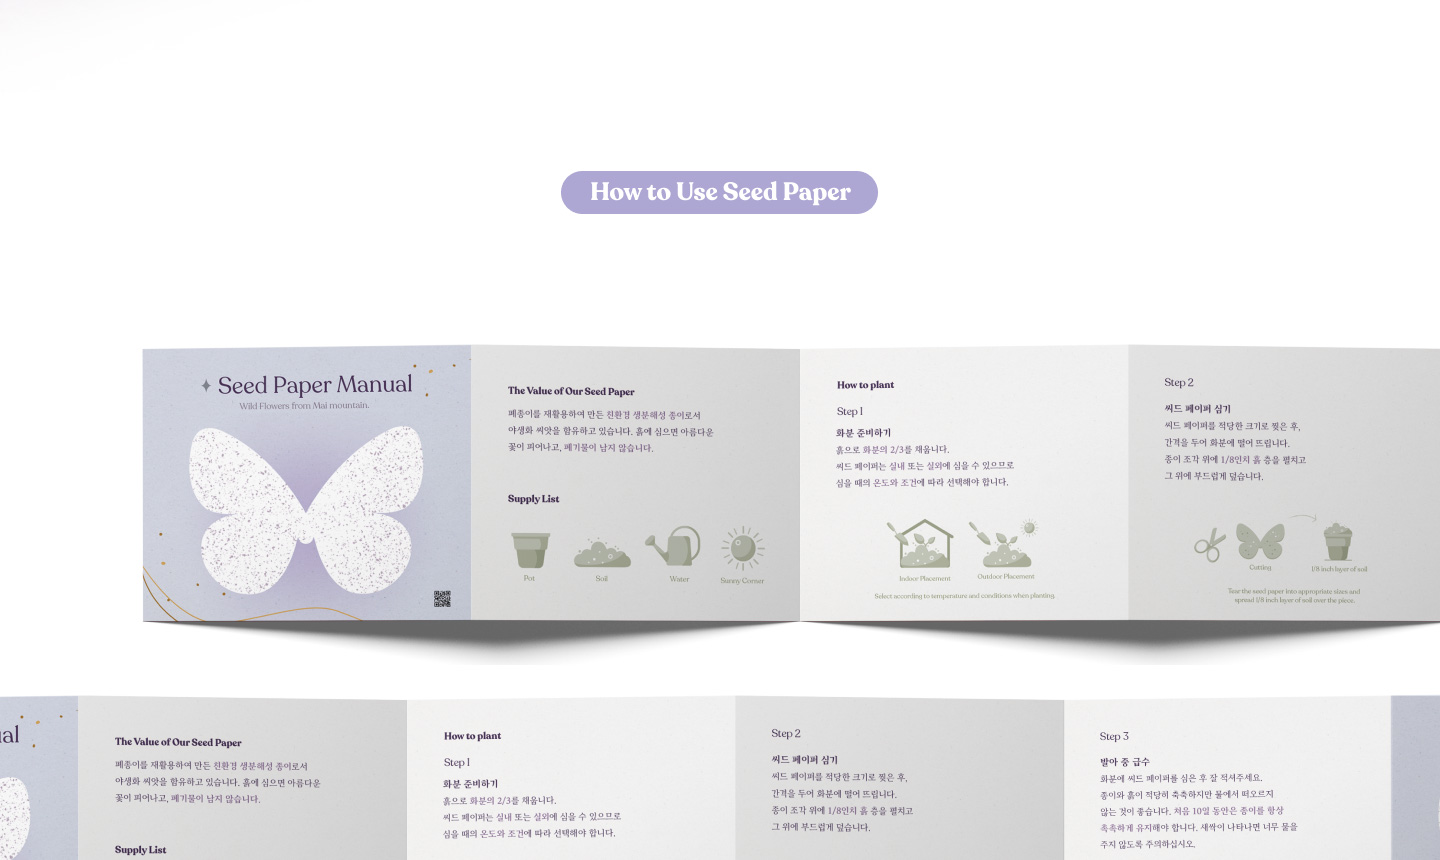 How to Use Seed Paper
✦ Seed Paper Manual
Wild Flowers from Mai mountain.
The Value of Our Seed Paper
폐종이를 재활용하여 만든 친환경 생분해성 종이로서
야생화 씨앗을 함유하고 있습니다. 흙에 심으면 아름다운
꽃이 피어나고, 폐기물이 남지 않습니다.
Supply List
Pot
Soil
Water
Sunny Corner
How to plant
Step 1
화분 준비하기
흙으로 화분의 2/3를 채웁니다.
씨드 페이퍼는 실내 또는 실외에 심을 수 있으므로
심을 때의 온도와 조건에 따라 선택해야 합니다.
Indoor Placement
Outdoor Placement
Select according to temperature and conditions when planting.
Step 2
씨드 페이퍼 심기
씨드 페이퍼를 적당한 크기로 찢은 후,
간격을 두어 화분에 떨어 뜨립니다.
종이 조각 위에 1/8인치 흙 층을 펼치고
그 위에 부드럽게 덮습니다.
Cutting
1/8 inch layer of soil
Tear the seed paper into appropriate sizes and
spread 1/8 inch layer of soil over the piece.
ual
The Value of Our Seed Paper
폐종이를 재활용하여 만든 친환경 생분해성 종이로서
야생화 씨앗을 함유하고 있습니다. 흙에 심으면 아름다운
꽃이 피어나고, 폐기물이 남지 않습니다.
Supply List
How to plant
Step 1
화분 준비하기
흙으로 화분의 2/3를 채웁니다.
씨드 페이퍼는 실내 또는 실외에 심을 수 있으므로
심을 때의 온도와 조건에 따라 선택해야 합니다.
Step 2
씨드 페이퍼 심기
씨드 페이퍼를 적당한 크기로 찢은 후,
간격을 두어 화분에 떨어 뜨립니다.
종이 조각 위에 1/8인치 흙 층을 펼치고
그 위에 부드럽게 덮습니다.
Step 3
발아 중 급수
화분에 씨드 페이퍼를 심은 후 잘 적셔주세요.
종이와 흙이 적당히 축축하지만 물에서 떠오르지
않는 것이 좋습니다. 처음 10일 동안은 종이를 항상
촉촉하게 유지해야 합니다. 새싹이 나타나면 너무 물을
주지 않도록 주의하십시오.